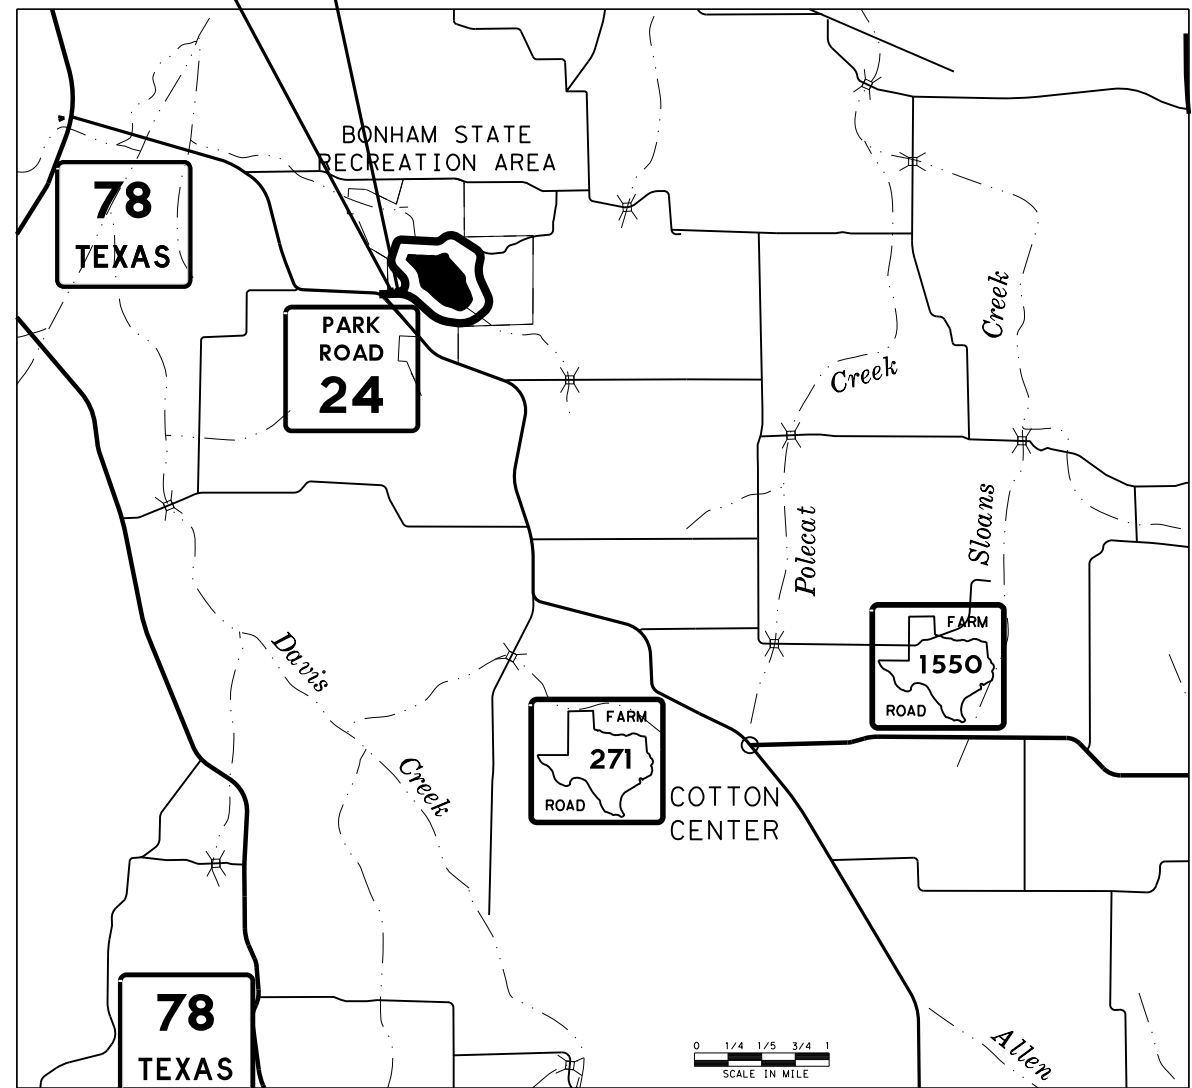 BONHAM STATE
RECREATION AREA
78
TEXAS
PARK
ROAD
24
Creek
Creek
Polecat
Sloans
Davis
Creek
FARM
1550
ROAD
FARM
271
ROAD
COTTON
CENTER
78
TEXAS
0 1/4 1/5 3/4 1
SCALE IN MILE
Allen